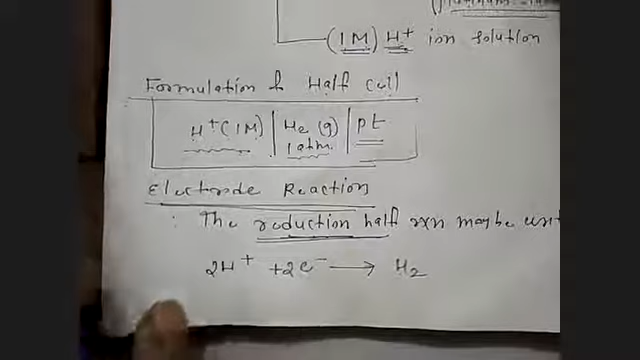 (1M) H+ ion solution
Formulation of Half Cell
H+(1M) | H2 (g) | pt
1 atm.
Electrode Reaction
: The reduction half rxn may be
2H+ + 2e- → H2